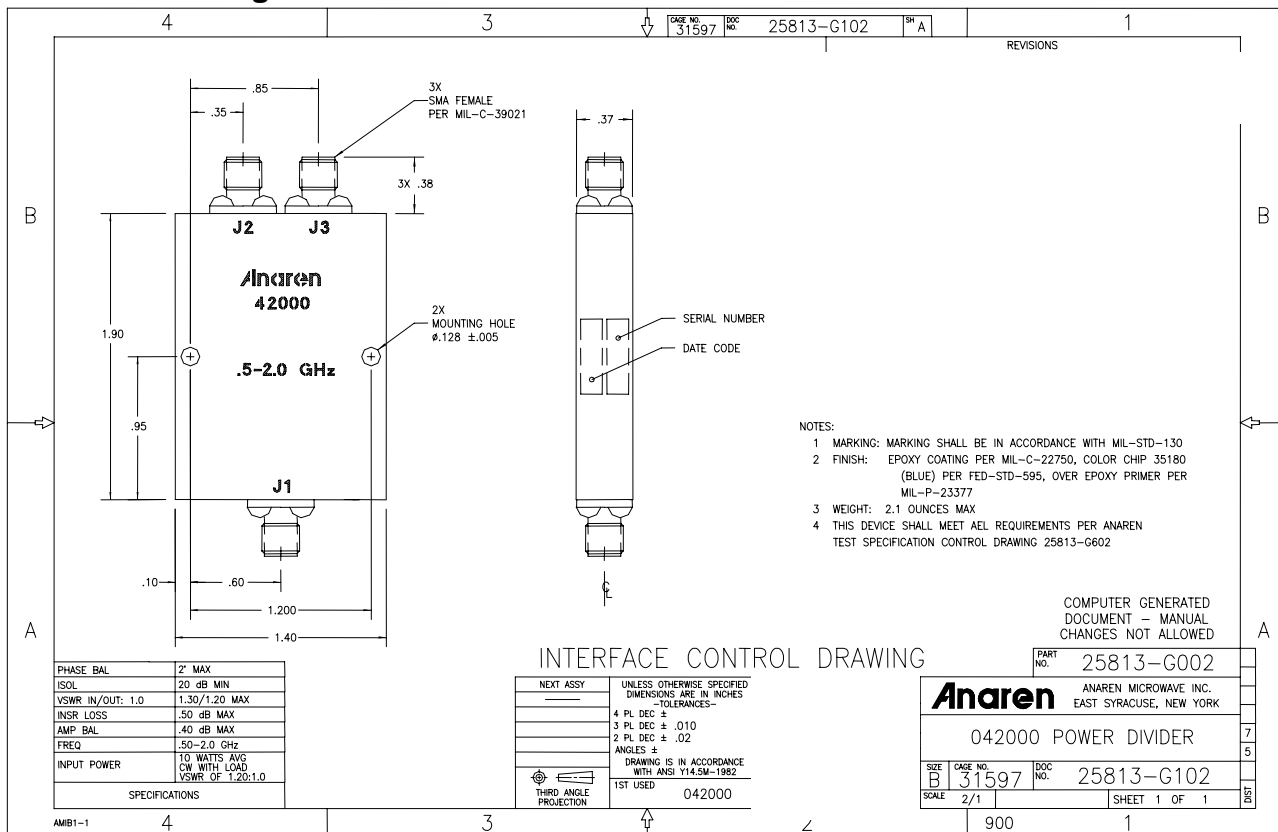 4
3
CAGE NO. 31597
DOC NO. 25813-G102
SH A
1
REVISIONS
.85
.35
3X
SMA FEMALE
PER MIL-C-39021
3X .38
.37
B
B
J2 J3
Anaren
42000
1.90
2X
MOUNTING HOLE
ø.128 ±.005
.5-2.0 GHz
.95
SERIAL NUMBER
DATE CODE
J1
.10
.60
1.200
1.40
℄
NOTES:
1 MARKING: MARKING SHALL BE IN ACCORDANCE WITH MIL-STD-130
2 FINISH: EPOXY COATING PER MIL-C-22750, COLOR CHIP 35180
(BLUE) PER FED-STD-595, OVER EPOXY PRIMER PER
MIL-P-23377
3 WEIGHT: 2.1 OUNCES MAX
4 THIS DEVICE SHALL MEET AEL REQUIREMENTS PER ANAREN
TEST SPECIFICATION CONTROL DRAWING 25813-G602
COMPUTER GENERATED
DOCUMENT - MANUAL
CHANGES NOT ALLOWED
A
A
PHASE BAL 2° MAX
ISOL 20 dB MIN
VSWR IN/OUT: 1.0 1.30/1.20 MAX
INSR LOSS .50 dB MAX
AMP BAL .40 dB MAX
FREQ .50-2.0 GHz
INPUT POWER 10 WATTS AVG
CW WITH LOAD
VSWR OF 1.20:1.0
SPECIFICATIONS
INTERFACE CONTROL DRAWING
NEXT ASSY
UNLESS OTHERWISE SPECIFIED
DIMENSIONS ARE IN INCHES
-TOLERANCES-
4 PL DEC ±
3 PL DEC ± .010
2 PL DEC ± .02
ANGLES ±
DRAWING IS IN ACCORDANCE
WITH ANSI Y14.5M-1982
THIRD ANGLE
PROJECTION
1ST USED
042000
PART NO. 25813-G002
Anaren
ANAREN MICROWAVE INC.
EAST SYRACUSE, NEW YORK
042000 POWER DIVIDER
7
5
SIZE B
CAGE NO. 31597
DOC NO. 25813-G102
SCALE 2/1
SHEET 1 OF 1
DIST
AMIB1-1
4
3
900
1